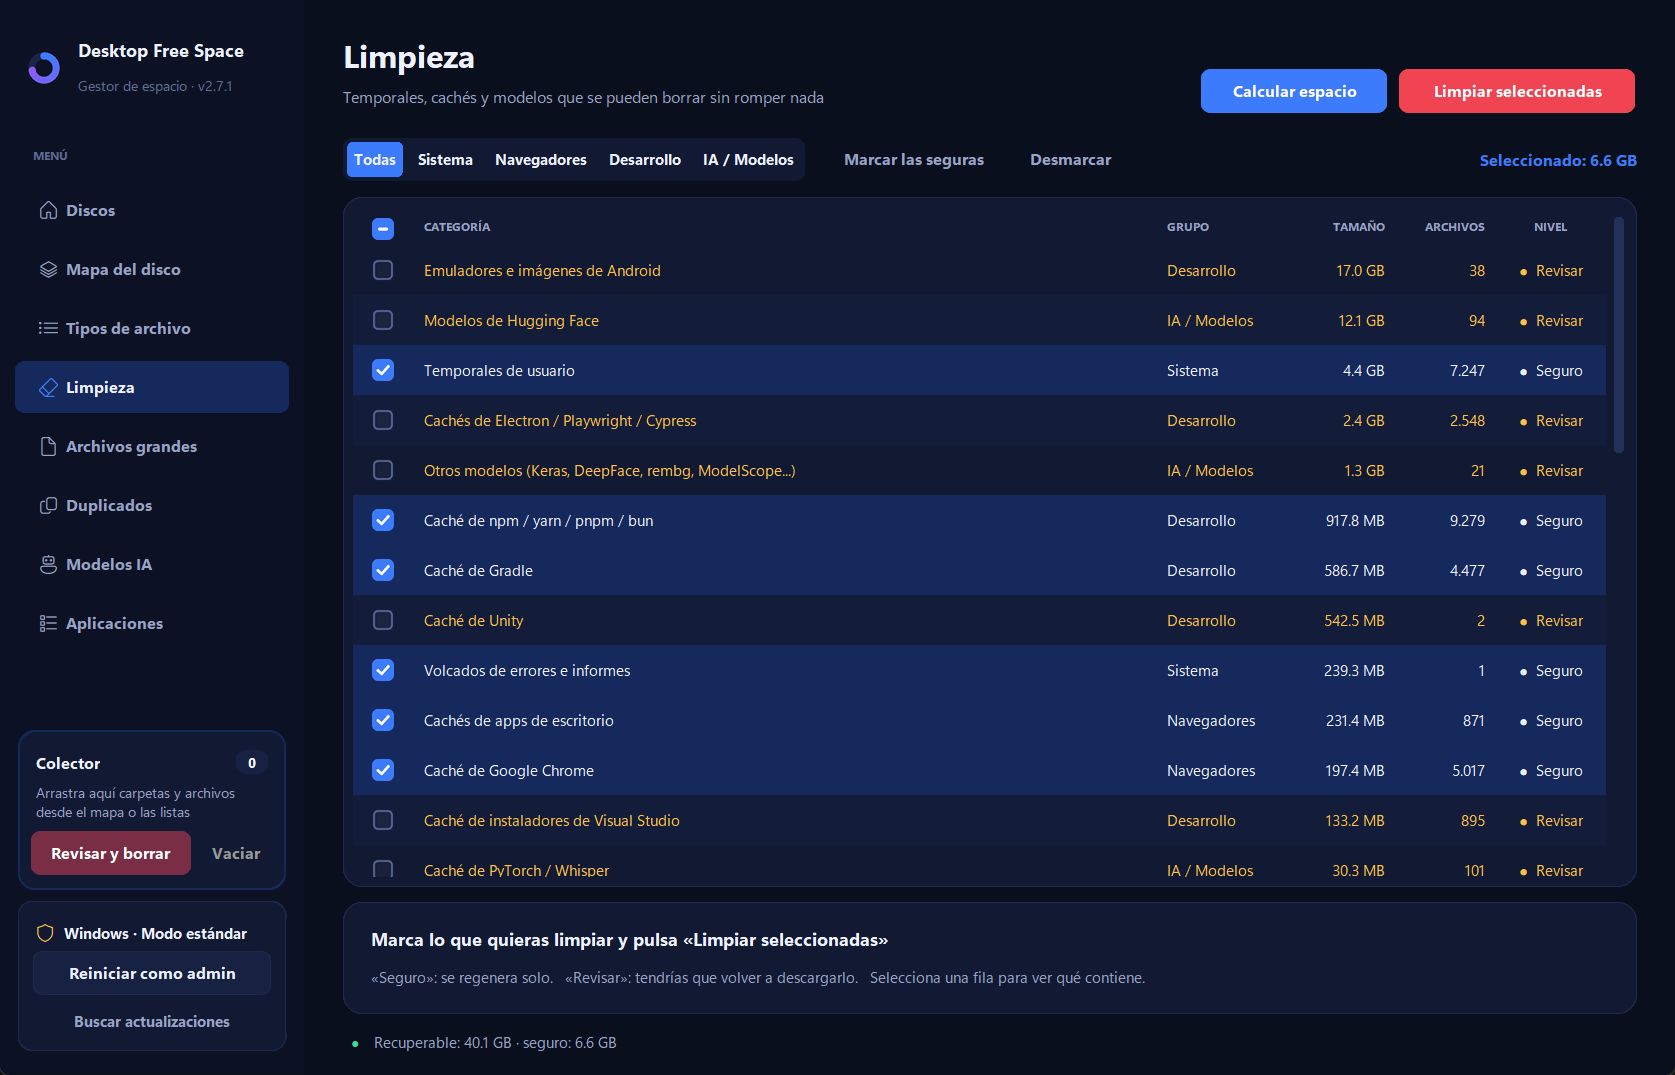 Desktop Free Space
Gestor de espacio · v2.7.1
MENÚ
Discos
Mapa del disco
Tipos de archivo
Limpieza
Archivos grandes
Duplicados
Modelos IA
Aplicaciones
Colector 0
Arrastra aquí carpetas y archivos
desde el mapa o las listas
Revisar y borrar Vaciar
Windows · Modo estándar
Reiniciar como admin
Buscar actualizaciones
Limpieza
Temporales, cachés y modelos que se pueden borrar sin romper nada
Calcular espacio Limpiar seleccionadas
Todas Sistema Navegadores Desarrollo IA / Modelos Marcar las seguras Desmarcar Seleccionado: 6.6 GB
CATEGORÍA GRUPO TAMAÑO ARCHIVOS NIVEL
Emuladores e imágenes de Android Desarrollo 17.0 GB 38 ● Revisar
Modelos de Hugging Face IA / Modelos 12.1 GB 94 ● Revisar
Temporales de usuario Sistema 4.4 GB 7.247 ● Seguro
Cachés de Electron / Playwright / Cypress Desarrollo 2.4 GB 2.548 ● Revisar
Otros modelos (Keras, DeepFace, rembg, ModelScope...) IA / Modelos 1.3 GB 21 ● Revisar
Caché de npm / yarn / pnpm / bun Desarrollo 917.8 MB 9.279 ● Seguro
Caché de Gradle Desarrollo 586.7 MB 4.477 ● Seguro
Caché de Unity Desarrollo 542.5 MB 2 ● Revisar
Volcados de errores e informes Sistema 239.3 MB 1 ● Seguro
Cachés de apps de escritorio Navegadores 231.4 MB 871 ● Seguro
Caché de Google Chrome Navegadores 197.4 MB 5.017 ● Seguro
Caché de instaladores de Visual Studio Desarrollo 133.2 MB 895 ● Revisar
Caché de PyTorch / Whisper IA / Modelos 30.3 MB 101 ● Revisar
Marca lo que quieras limpiar y pulsa «Limpiar seleccionadas»
«Seguro»: se regenera solo. «Revisar»: tendrías que volver a descargarlo. Selecciona una fila para ver qué contiene.
● Recuperable: 40.1 GB · seguro: 6.6 GB